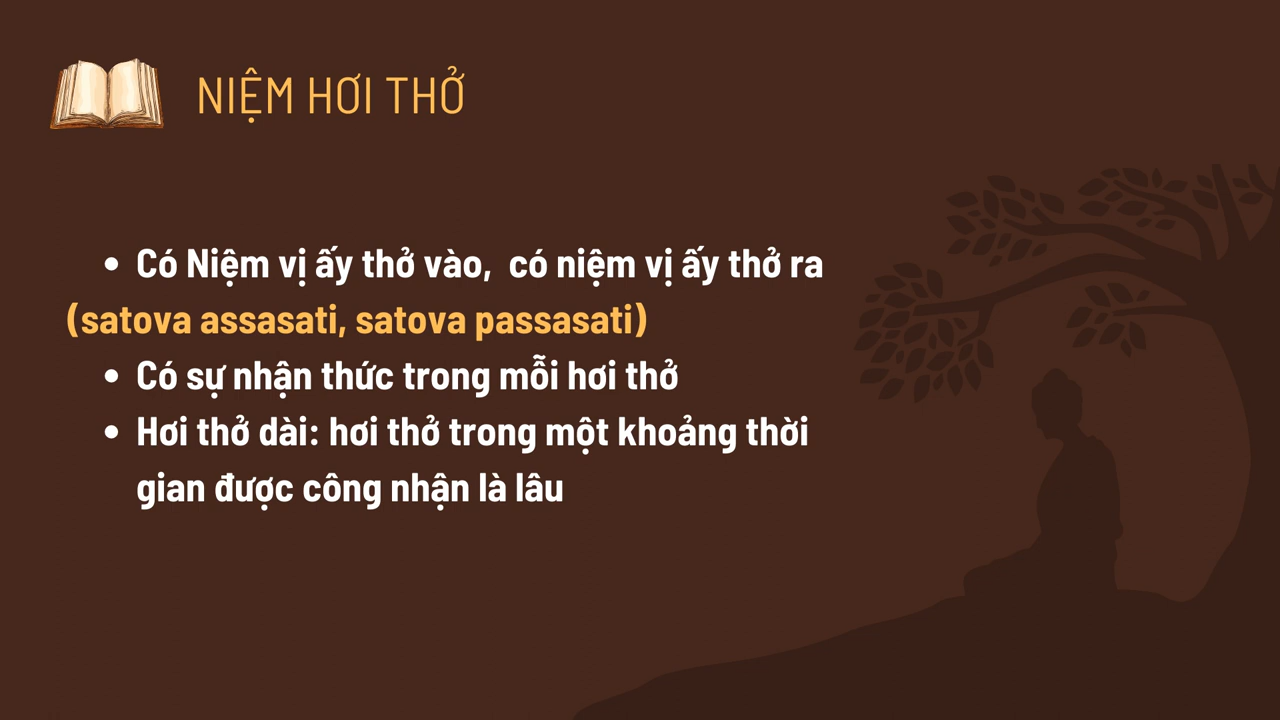 NIỆM HƠI THỞ
• Có Niệm vị ấy thở vào, có niệm vị ấy thở ra
(satova assasati, satova passasati)
• Có sự nhận thức trong mỗi hơi thở
• Hơi thở dài: hơi thở trong một khoảng thời
gian được công nhận là lâu